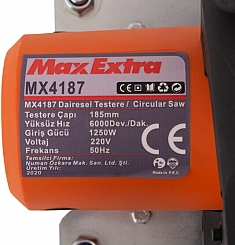 Max Extra
MX4187
MX4187 Dairesel Testere / Circular Saw
Testere Çapı 185mm
Yüksüz Hız 6000Dev./Dak.
Giriş Gücü 1250W
Voltaj 220V
Frekans 50Hz
Temsilci Firma:
Numan Özkara Mak. San. Ltd. Şti.
Üretim Yılı:
2020
Made in P.R.C